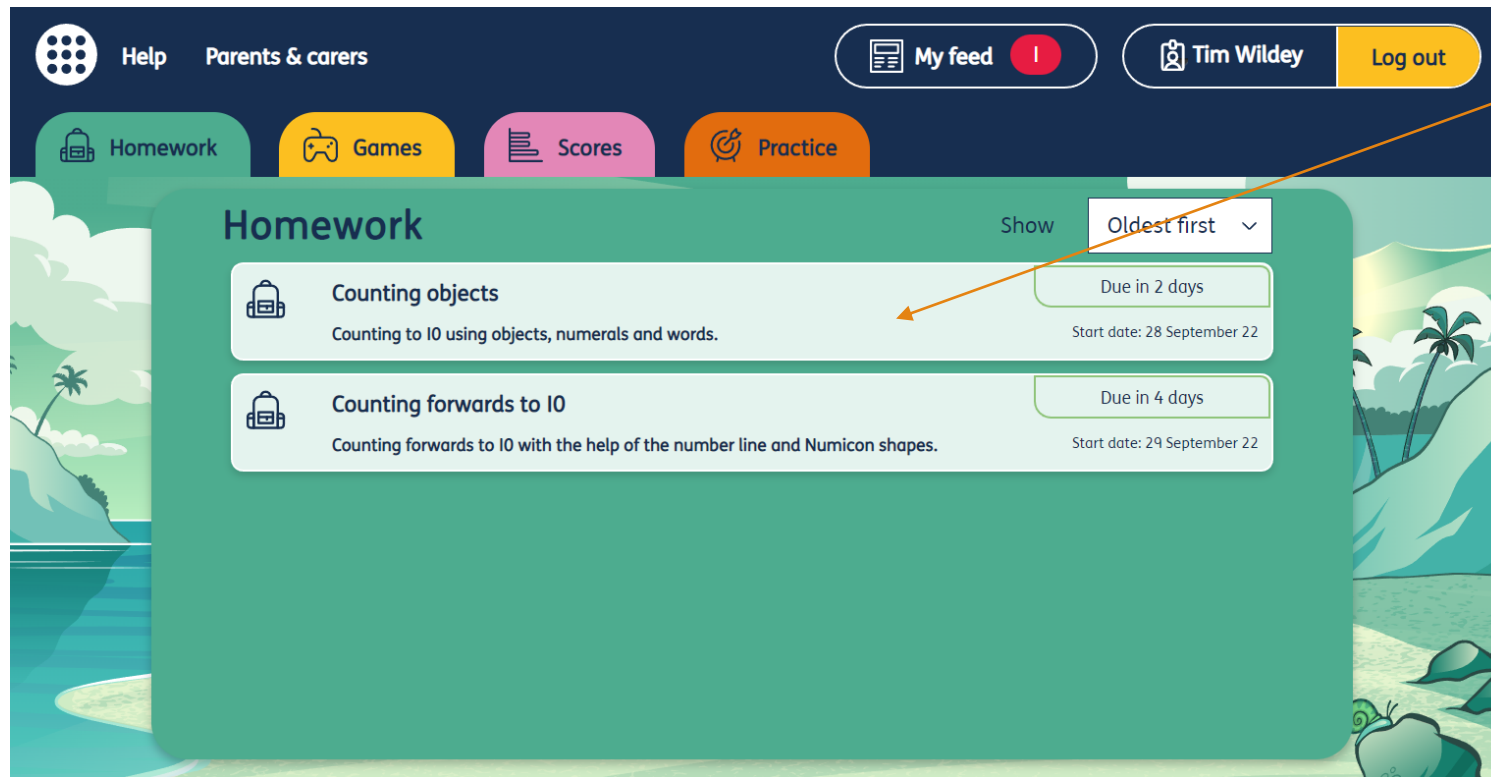 Help Parents & carers My feed 1 Tim Wildey Log out
Homework Games Scores Practice
Homework Show Oldest first
Counting objects Due in 2 days
Counting to 10 using objects, numerals and words. Start date: 28 September 22
Counting forwards to 10 Due in 4 days
Counting forwards to 10 with the help of the number line and Numicon shapes. Start date: 29 September 22